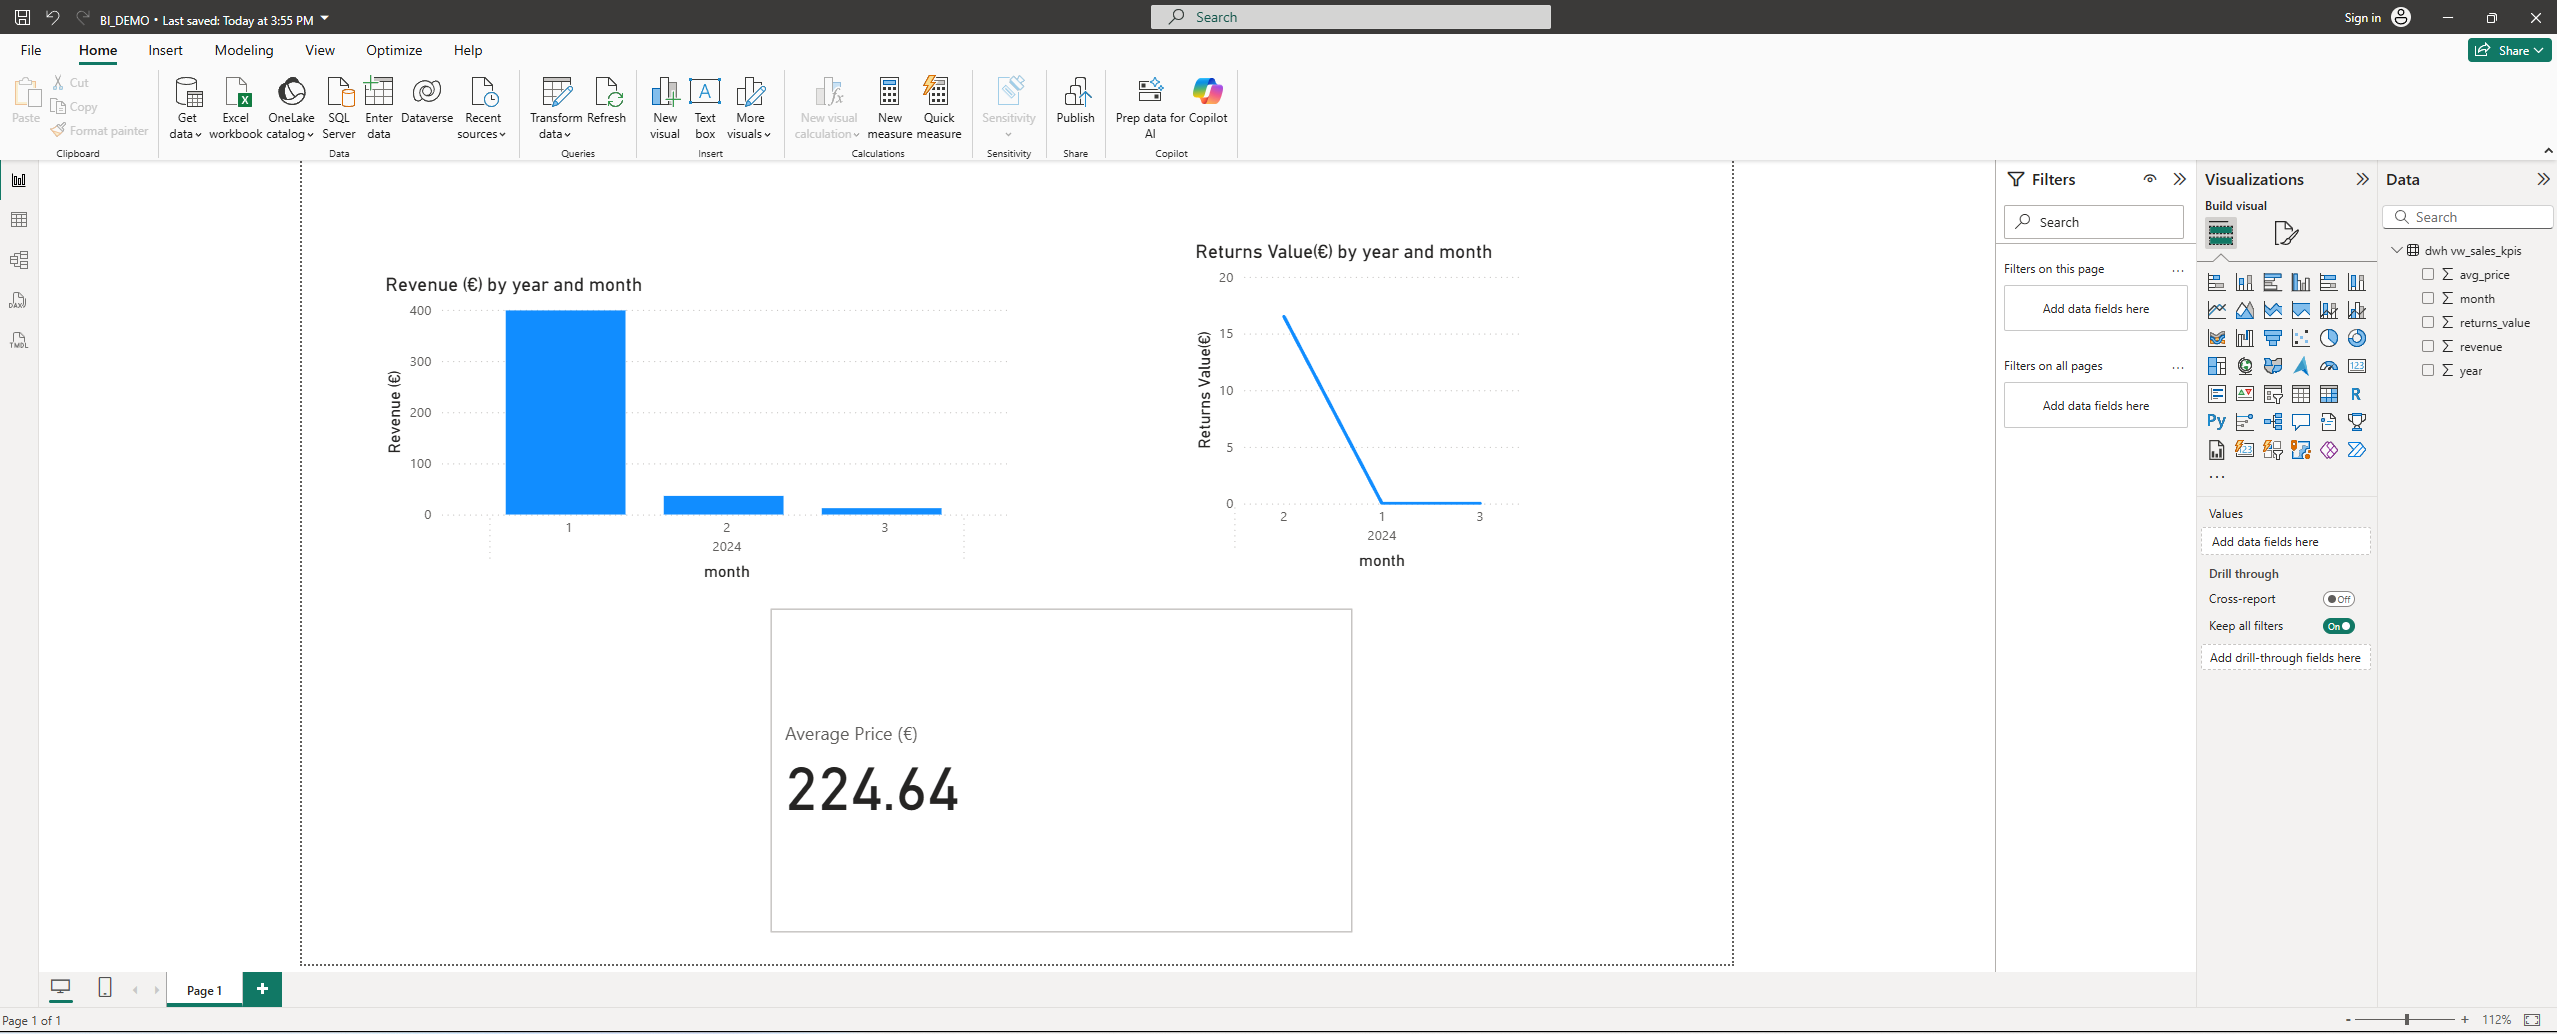 BI_DEMO • Last saved: Today at 3:55 PM
Search
Sign in
File Home Insert Modeling View Optimize Help
Share
Paste
Cut
Copy
Format painter
Clipboard
Get data
Excel workbook
OneLake catalog
SQL Server
Enter data
Dataverse
Recent sources
Data
Transform data
Refresh
Queries
New visual
Text box
More visuals
Insert
New visual calculation
New measure
Quick measure
Calculations
Sensitivity
Sensitivity
Publish
Share
Prep data for AI
Copilot
Copilot
DAX
TMDL
Revenue (€) by year and month
Revenue (€)
400
300
200
100
0
1 2 3
2024
month
Returns Value(€) by year and month
Returns Value(€)
20
15
10
5
0
2 1 3
2024
month
Average Price (€)
224.64
Filters
Search
Filters on this page
Add data fields here
Filters on all pages
Add data fields here
Visualizations
Build visual
123
R
Py
123
Values
Add data fields here
Drill through
Cross-report
Off
Keep all filters
On
Add drill-through fields here
Data
Search
dwh vw_sales_kpis
avg_price
month
returns_value
revenue
year
Page 1
+
Page 1 of 1
- + 112%